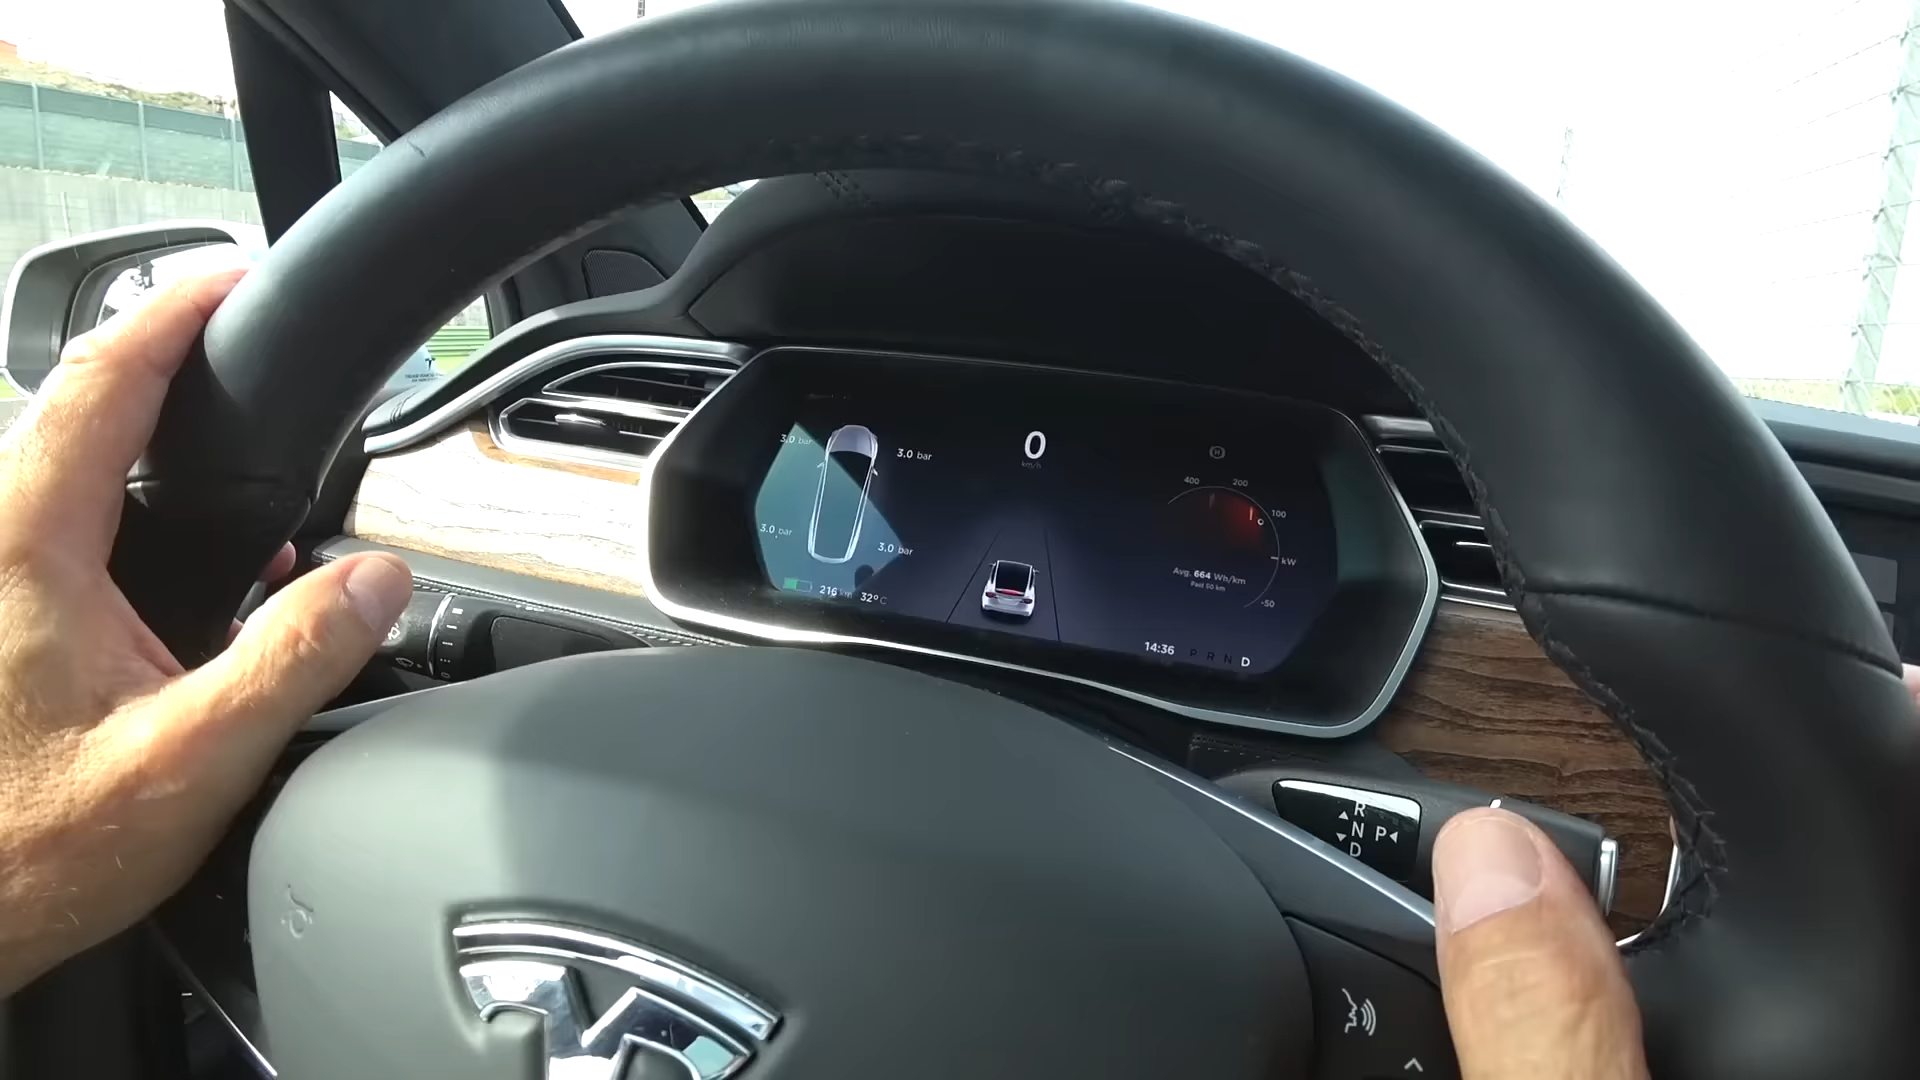 3.0 bar
3.0 bar
3.0 bar
3.0 bar
216 km
32°C
0
km/h
H
400
200
100
0
kW
-50
Avg. 664 Wh/km
Past 50 km
14:36
P R N D
R
N P
D